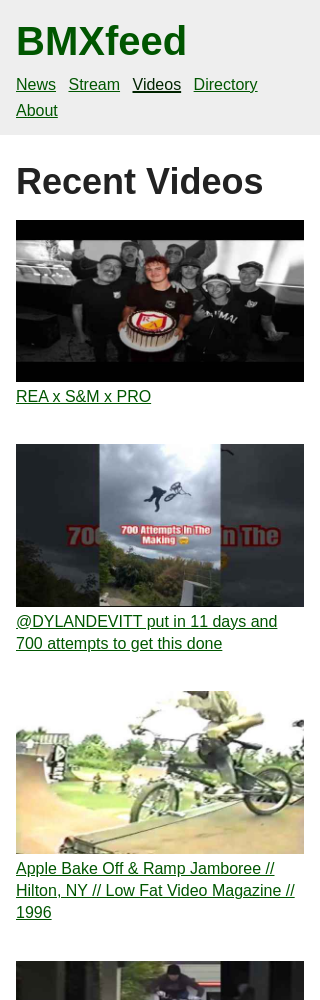 BMXfeed
News Stream Videos Directory
About
Recent Videos
ANIMAL
REA x S&M x PRO
700 Attempts In The
Making
@DYLANDEVITT put in 11 days and
700 attempts to get this done
Apple Bake Off & Ramp Jamboree //
Hilton, NY // Low Fat Video Magazine //
1996